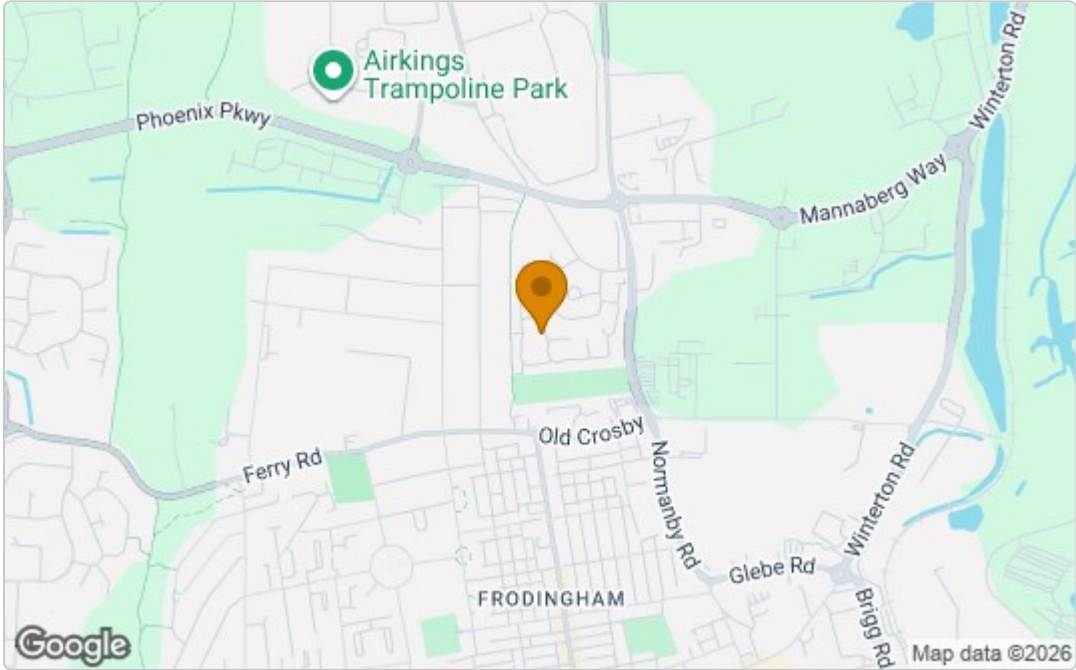 Airkings
Trampoline Park
Phoenix Pkwy
Winterton Rd
Mannaberg Way
Old Crosby
Ferry Rd
Normanby Rd
Winterton Rd
Glebe Rd
FRODINGHAM
Brigg Rd
Google
Map data ©2026